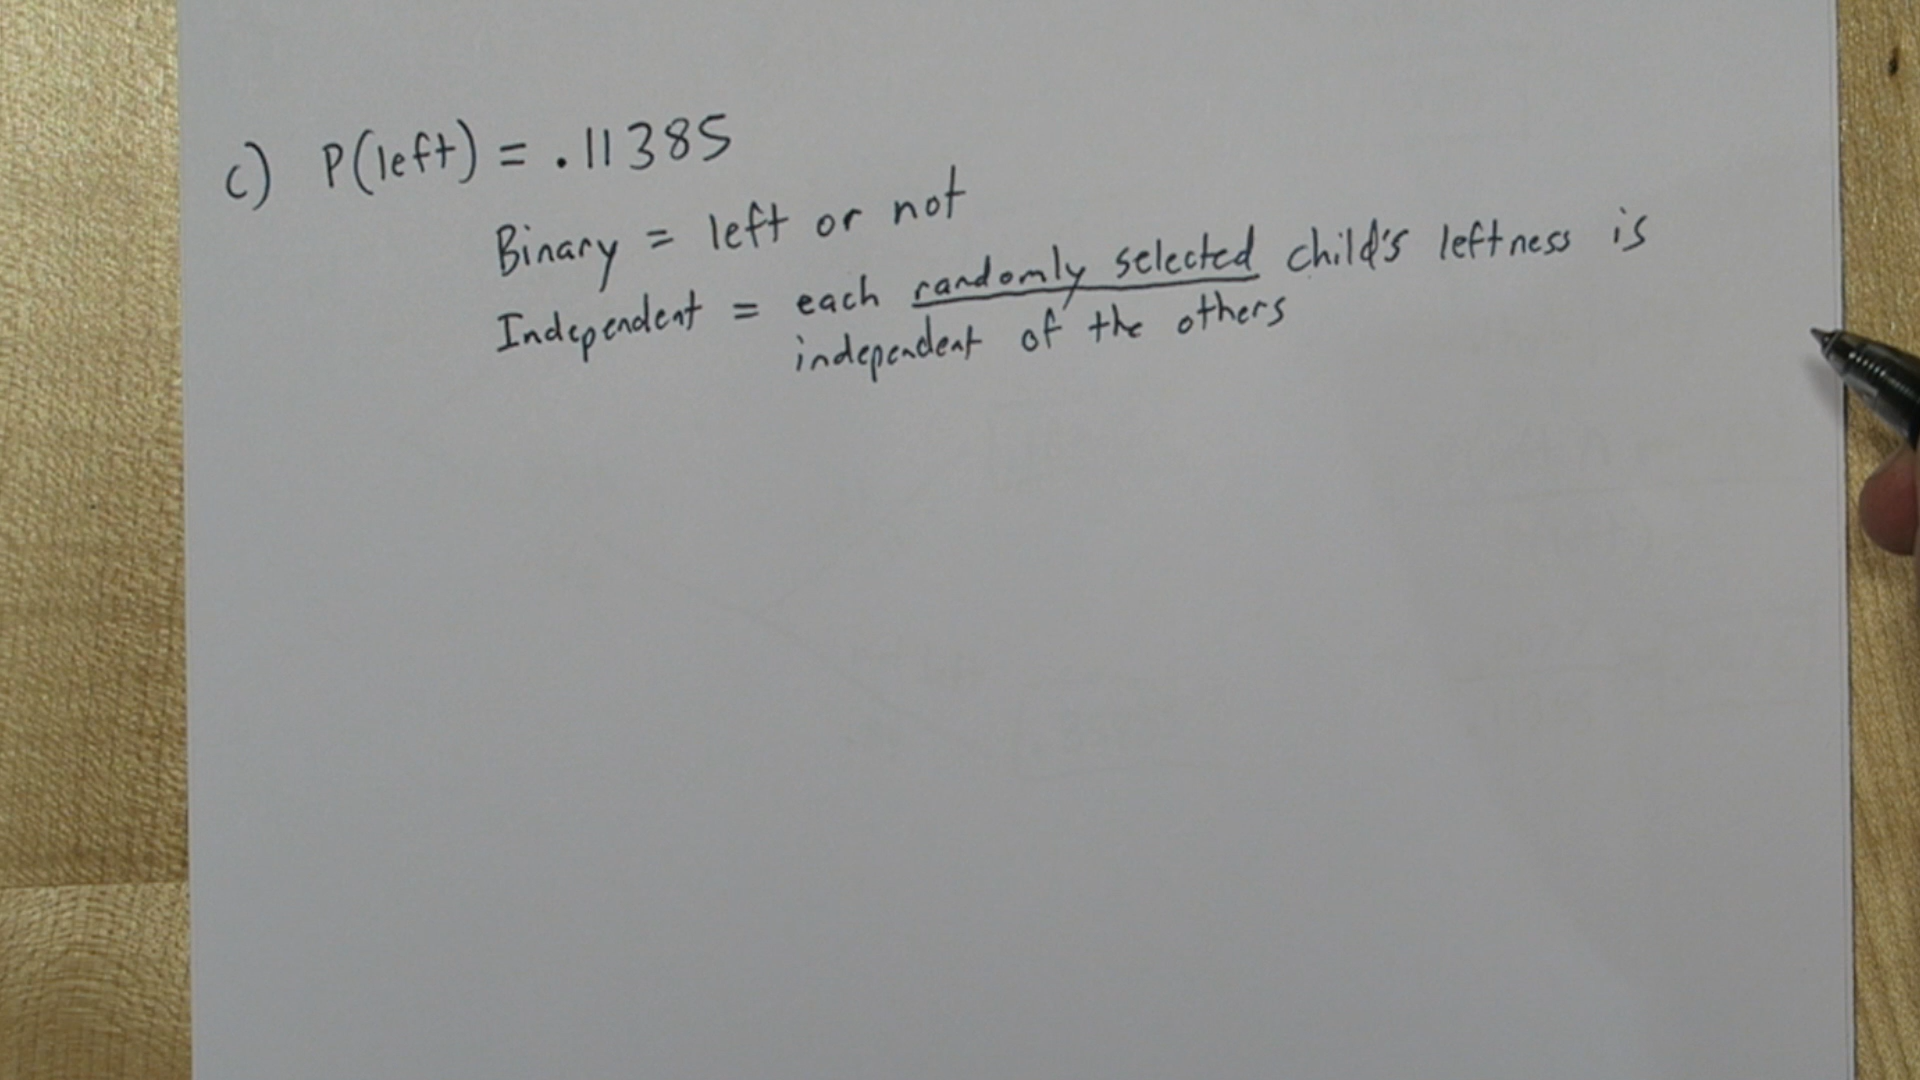 c) P(left) = .11385
Binary = left or not
Independent = each randomly selected child's leftness is
independent of the others